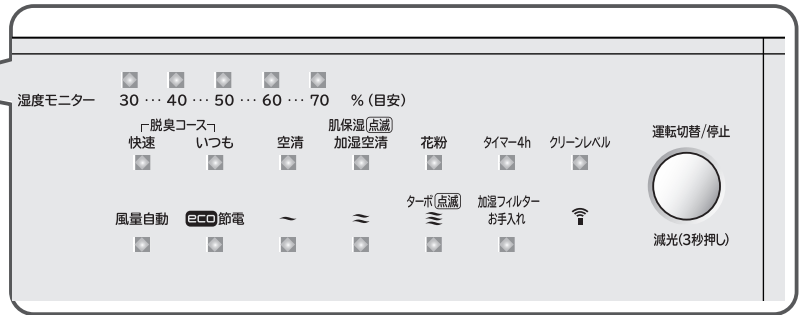 湿度モニター 30 ··· 40 ··· 50 ··· 60 ··· 70 %(目安)
脱臭コース 肌保湿 点滅
快速 いつも 空清 加湿空清 花粉 タイマー4h クリーンレベル
運転切替/停止
ターボ 点滅 加湿フィルター
風量自動 eco節電 お手入れ
減光(3秒押し)